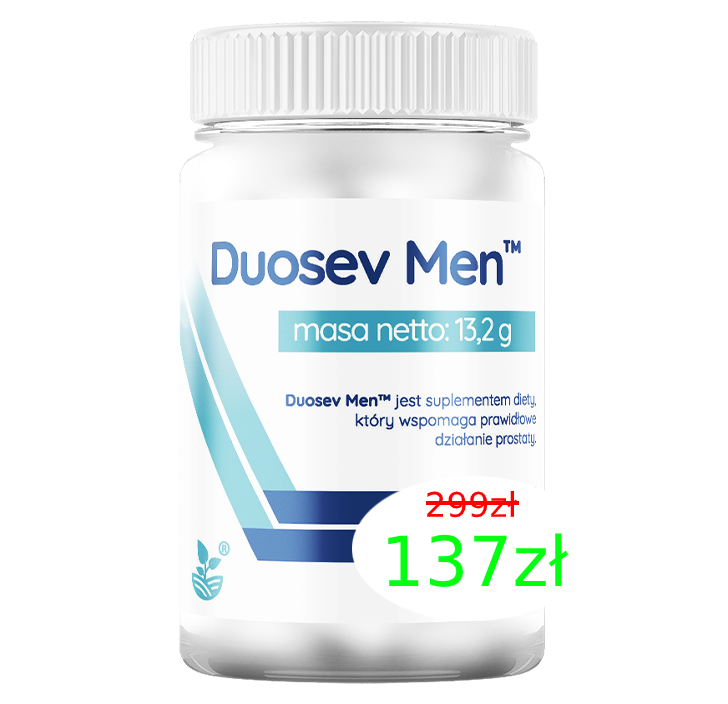 Duosev Men™
masa netto: 13,2 g
Duosev Men™ jest suplementem diety,
który wspomaga prawidłowe
działanie prostaty.
299zł
137zł
®